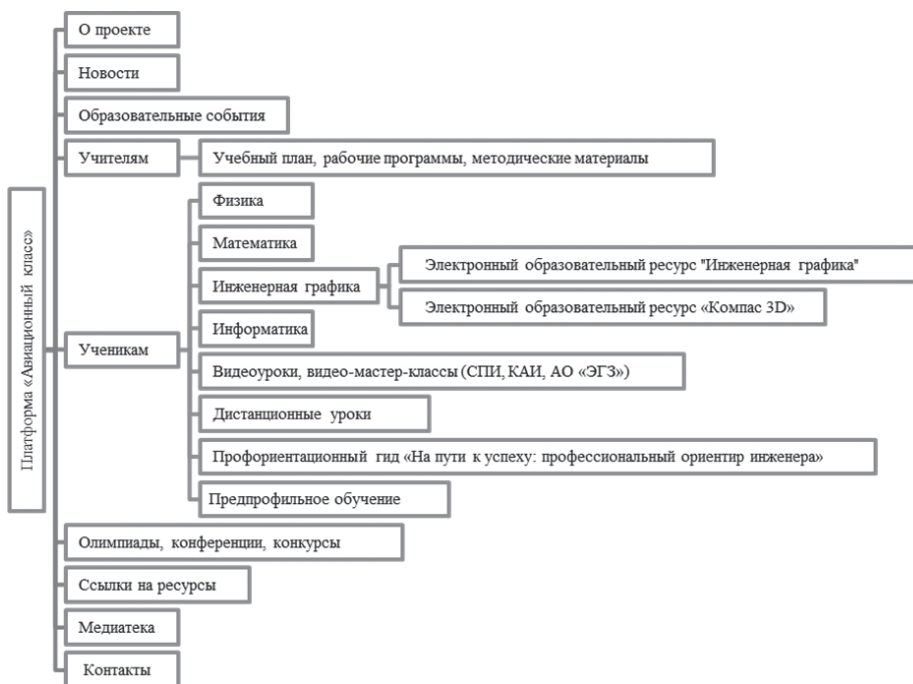 О проекте
Новости
Образовательные события
Учителям
Учебный план, рабочие программы, методические материалы
Платформа «Авиационный класс»
Ученикам
Физика
Математика
Инженерная графика
Электронный образовательный ресурс "Инженерная графика"
Электронный образовательный ресурс «Компас 3D»
Информатика
Видеоуроки, видео-мастер-классы (СПИ, КАИ, АО «ЭГЗ»)
Дистанционные уроки
Профориентационный гид «На пути к успеху: профессиональный ориентир инженера»
Предпрофильное обучение
Олимпиады, конференции, конкурсы
Ссылки на ресурсы
Медиатека
Контакты